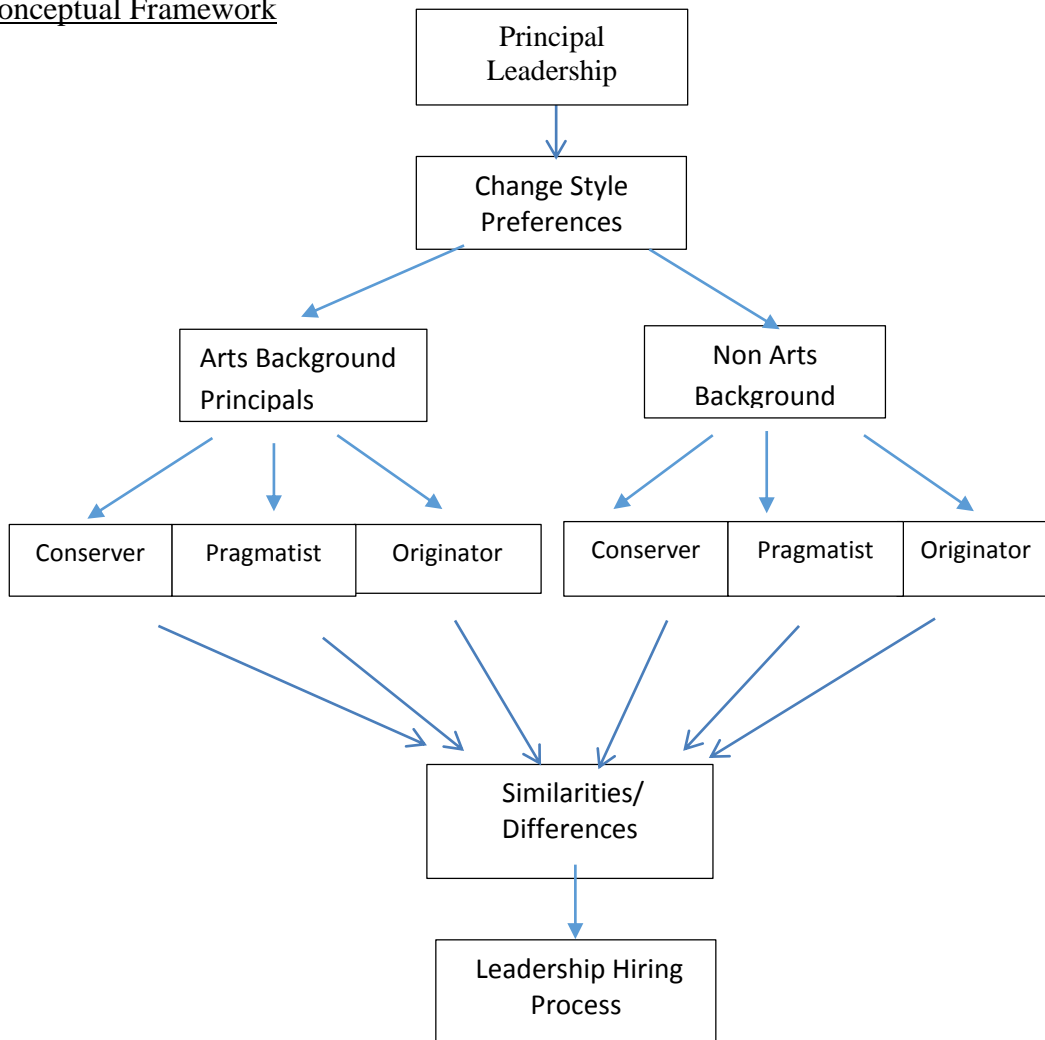 onceptual Framework
Principal
Leadership
Change Style
Preferences
Arts Background
Principals
Non Arts
Background
Conserver
Pragmatist
Originator
Conserver
Pragmatist
Originator
Similarities/
Differences
Leadership Hiring
Process